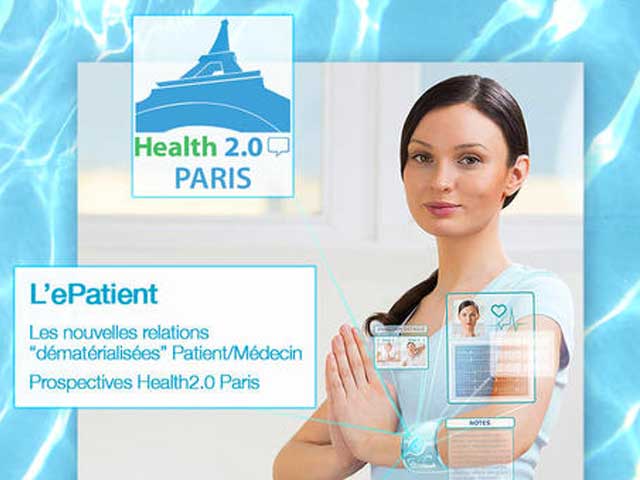 Health 2.0
PARIS
L'ePatient
Les nouvelles relations
“dématérialisées” Patient/Médecin
Prospectives Health2.0 Paris
NOTES